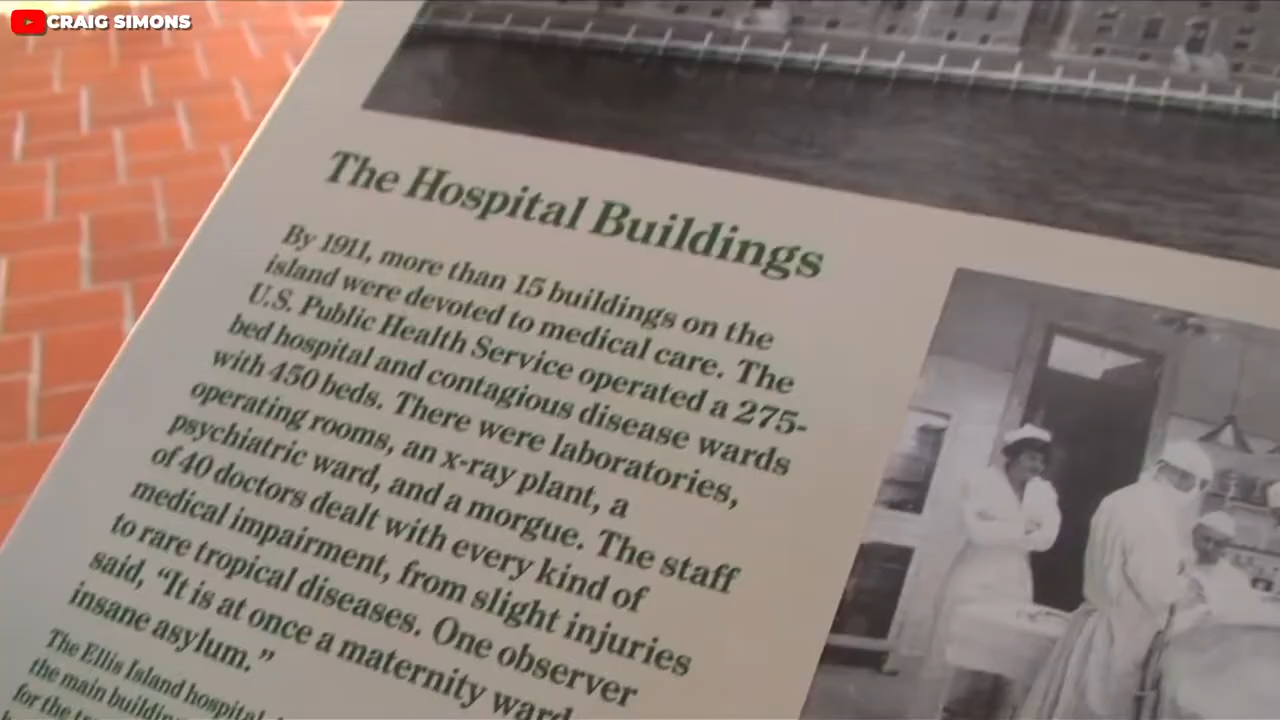 CRAIG SIMONS
The Hospital Buildings
By 1911, more than 15 buildings on the
island were devoted to medical care. The
U.S. Public Health Service operated a 275-
bed hospital and contagious disease wards
with 450 beds. There were laboratories,
operating rooms, an x-ray plant, a
psychiatric ward, and a morgue. The staff
of 40 doctors dealt with every kind of
medical impairment, from slight injuries
to rare tropical diseases. One observer
said, “It is at once a maternity ward
insane asylum.”
The Ellis Island hospital
the main building
for the